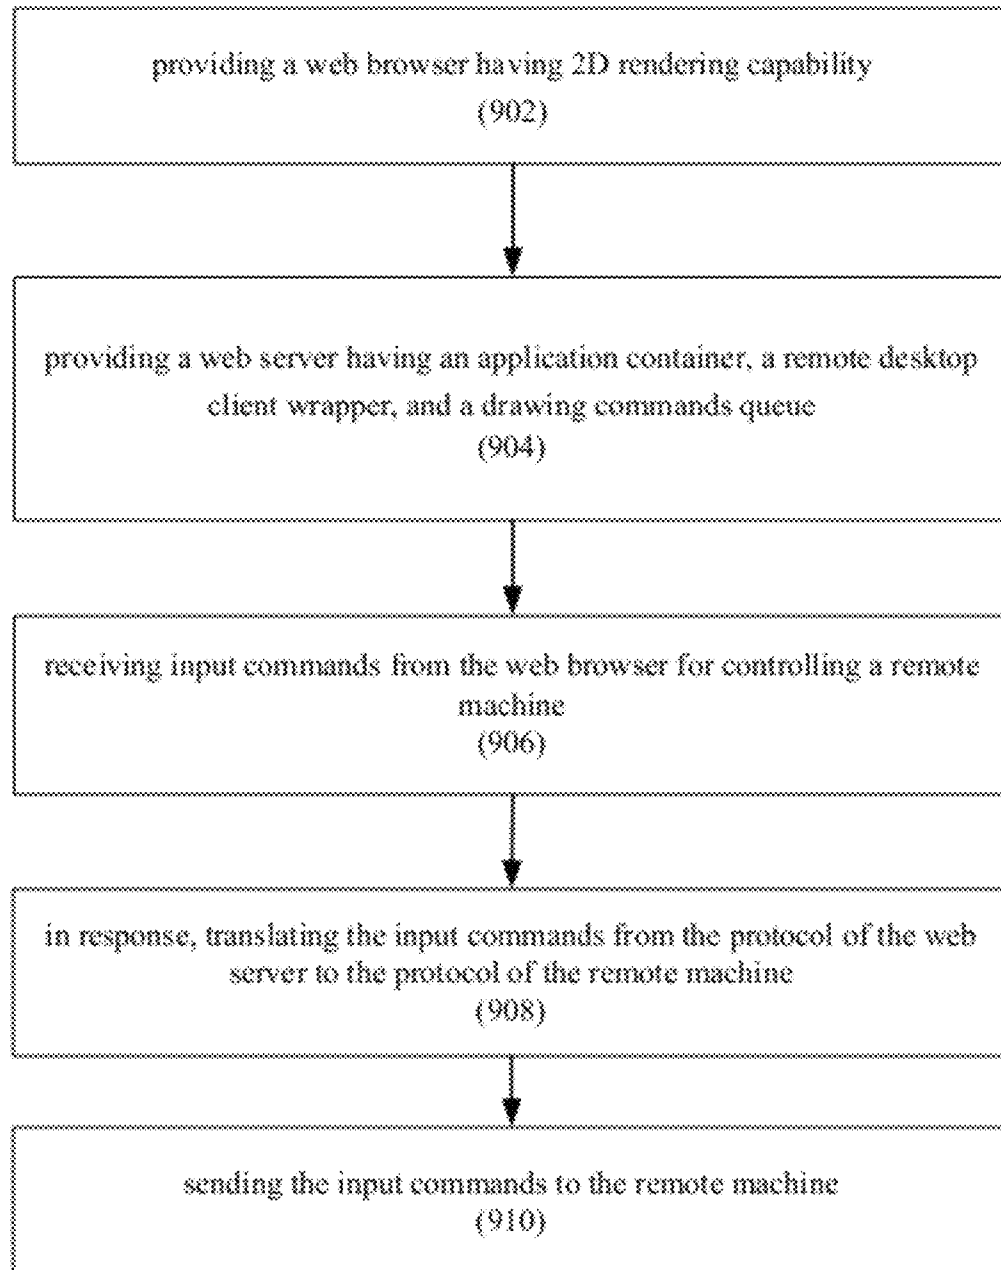 providing a web browser having 2D rendering capability
(902)
providing a web server having an application container, a remote desktop
client wrapper, and a drawing commands queue
(904)
receiving input commands from the web browser for controlling a remote
machine
(906)
in response, translating the input commands from the protocol of the web
server to the protocol of the remote machine
(908)
sending the input commands to the remote machine
(910)